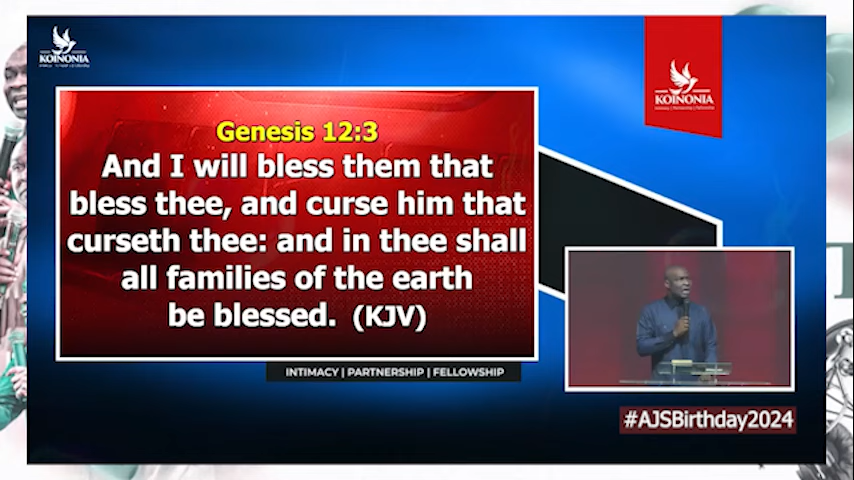 KOINONIA
KOINONIA
Genesis 12:3
And I will bless them that
bless thee, and curse him that
curseth thee: and in thee shall
all families of the earth
be blessed. (KJV)
INTIMACY | PARTNERSHIP | FELLOWSHIP
#AJSBirthday2024